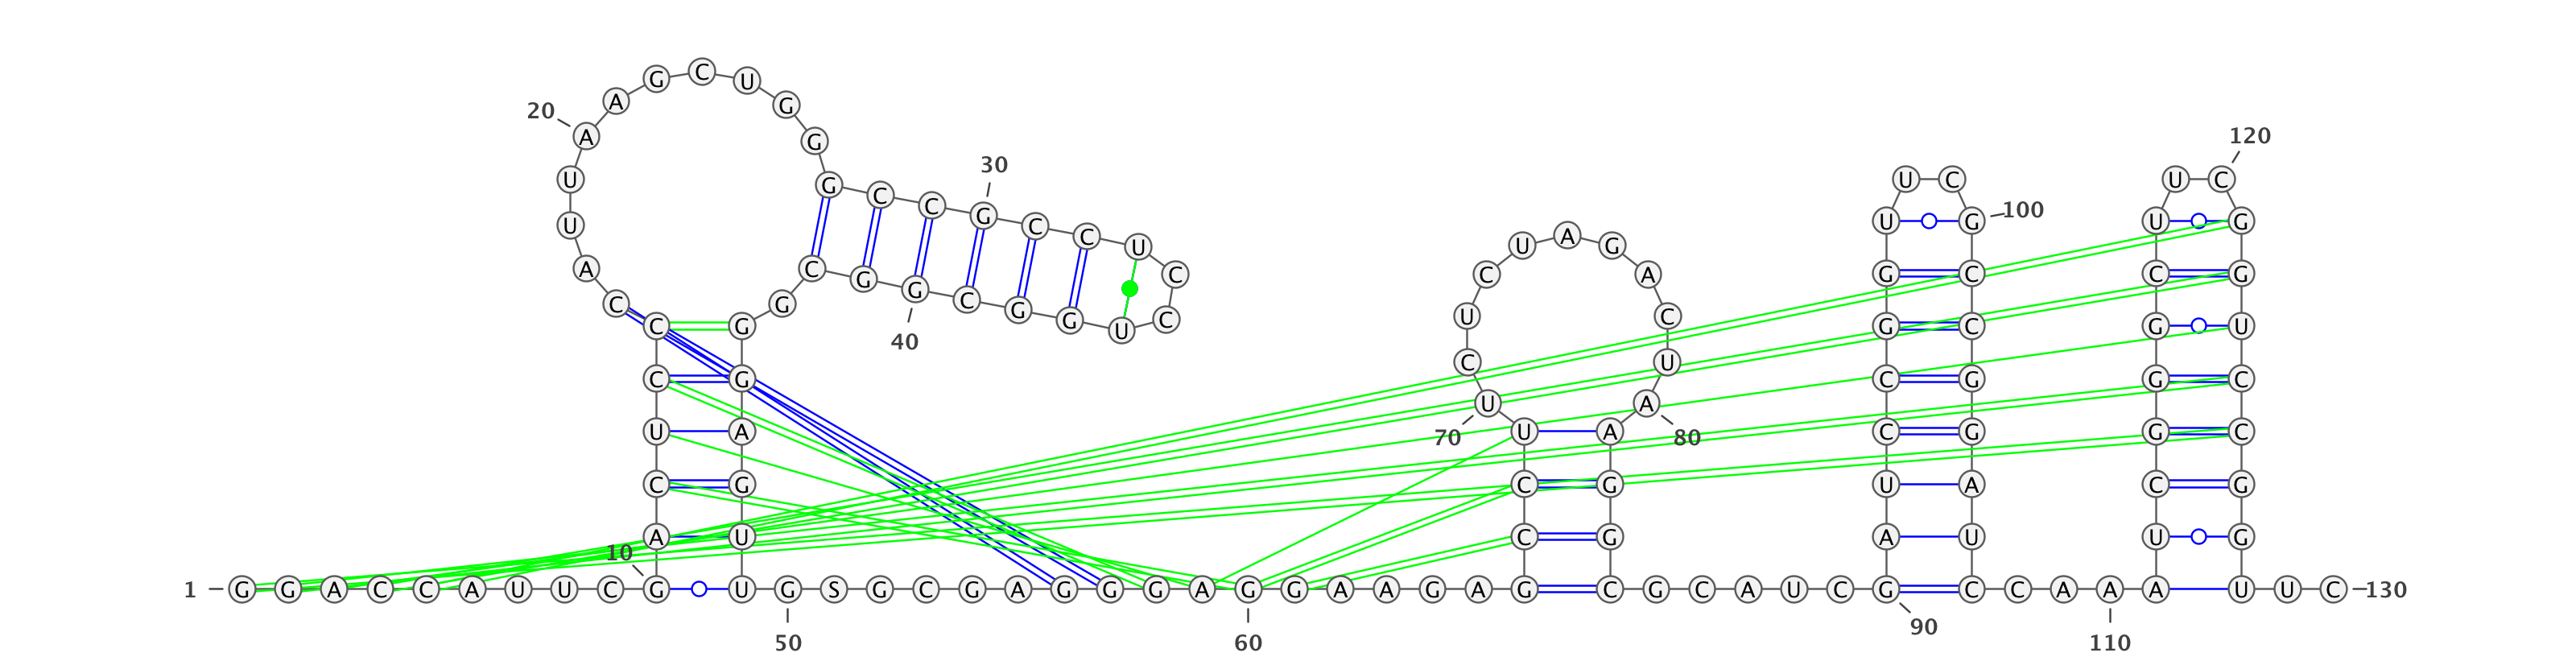 1
G G A C C A U U C G
10
A C U C C C A U U A
20
A G C U G G G C C G
30
C C U C C U G G C G
40
G C G G G A G U U G
50
S G C G A G G G A G
60
G A A G A G C C U U
70
C U C U A G A C U A
80
A G G C G C A U C G
90
A U C C G G U U C G
100
C C G G A U C C A A
110
A U C G G G C U U C
120
G G U C C G G U U C
130